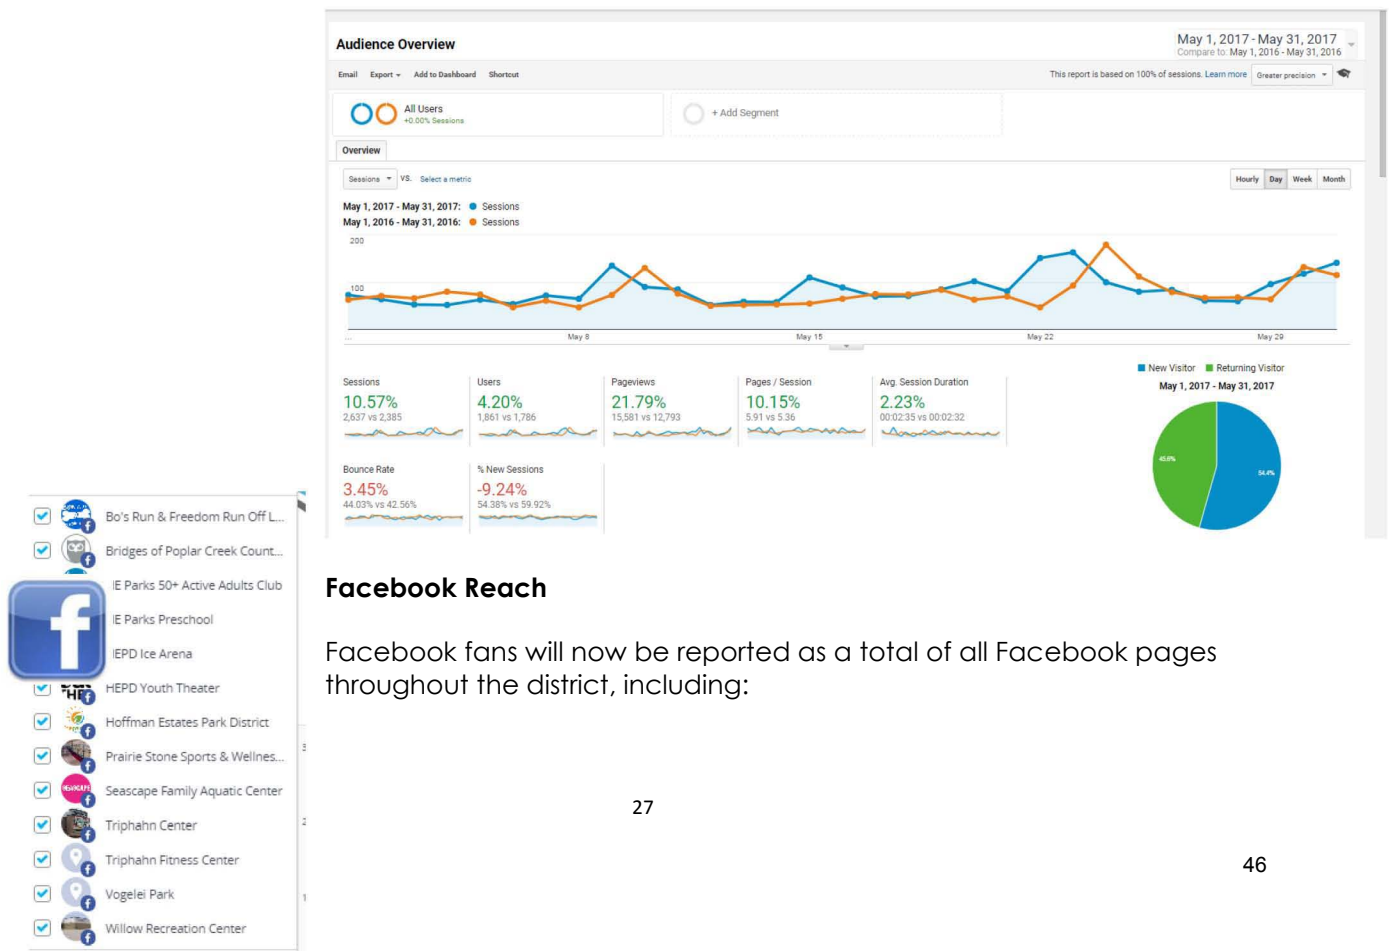 Audience Overview
May 1, 2017 - May 31, 2017
Compare to: May 1, 2016 - May 31, 2016
Email Export Add to Dashboard Shortcut
This report is based on 100% of sessions. Learn more Greater precision
All Users
+0.00% Sessions
+ Add Segment
Overview
Sessions VS. Select a metric
Hourly Day Week Month
May 1, 2017 - May 31, 2017: Sessions
May 1, 2016 - May 31, 2016: Sessions
200
100
... May 8 May 15 May 22 May 29
New Visitor Returning Visitor
May 1, 2017 - May 31, 2017
45.6%
54.4%
Sessions
10.57%
2,637 vs 2,385
Users
4.20%
1,861 vs 1,786
Pageviews
21.79%
15,581 vs 12,793
Pages / Session
10.15%
5.91 vs 5.36
Avg. Session Duration
2.23%
00:02:35 vs 00:02:32
Bounce Rate
3.45%
44.03% vs 42.56%
% New Sessions
-9.24%
54.38% vs 59.92%
Bo's Run & Freedom Run Off L...
Bridges of Poplar Creek Count...
IE Parks 50+ Active Adults Club
IE Parks Preschool
IEPD Ice Arena
HEPD Youth Theater
Hoffman Estates Park District
Prairie Stone Sports & Wellnes...
Seascape Family Aquatic Center
Triphahn Center
Triphahn Fitness Center
Vogelei Park
Willow Recreation Center
Facebook Reach
Facebook fans will now be reported as a total of all Facebook pages
throughout the district, including:
27
46